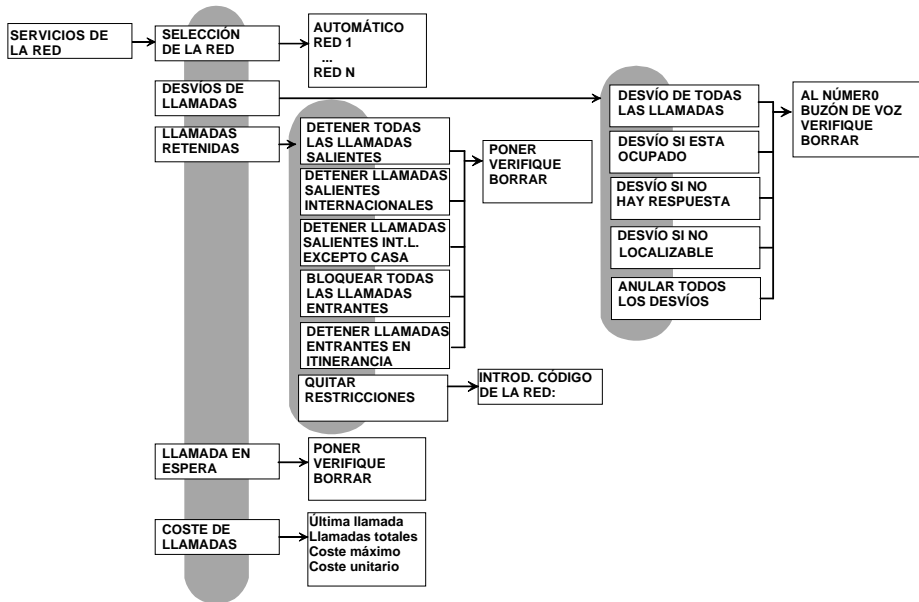 SERVICIOS DE
LA RED
SELECCIÓN
DE LA RED
AUTOMÁTICO
RED 1
...
RED N
DESVÍOS DE
LLAMADAS
DESVÍO DE TODAS
LAS LLAMADAS
DESVÍO SI ESTA
OCUPADO
DESVÍO SI NO
HAY RESPUESTA
DESVÍO SI NO
LOCALIZABLE
ANULAR TODOS
LOS DESVÍOS
AL NÚMER0
BUZÓN DE VOZ
VERIFIQUE
BORRAR
LLAMADAS
RETENIDAS
DETENER TODAS
LAS LLAMADAS
SALIENTES
DETENER LLAMADAS
SALIENTES
INTERNACIONALES
DETENER LLAMADAS
SALIENTES INT.L.
EXCEPTO CASA
BLOQUEAR TODAS
LAS LLAMADAS
ENTRANTES
DETENER LLAMADAS
ENTRANTES EN
ITINERANCIA
PONER
VERIFIQUE
BORRAR
QUITAR
RESTRICCIONES
INTROD. CÓDIGO
DE LA RED:
LLAMADA EN
ESPERA
PONER
VERIFIQUE
BORRAR
COSTE DE
LLAMADAS
Última llamada
Llamadas totales
Coste máximo
Coste unitario